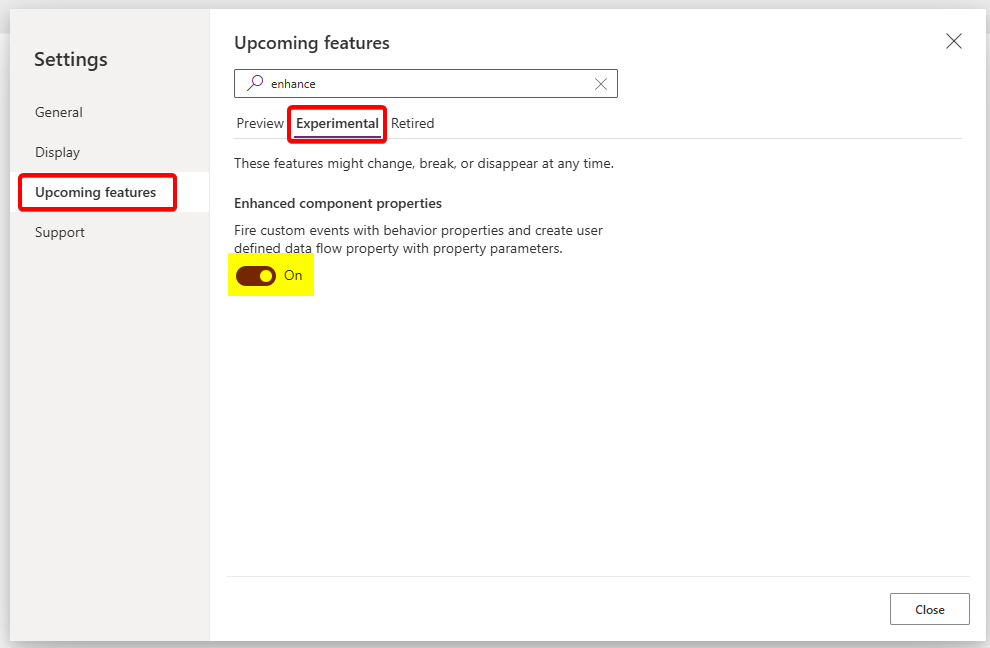 Settings
General
Display
Upcoming features
Support
Upcoming features
enhance
Preview Experimental Retired
These features might change, break, or disappear at any time.
Enhanced component properties
Fire custom events with behavior properties and create user
defined data flow property with property parameters.
On
Close